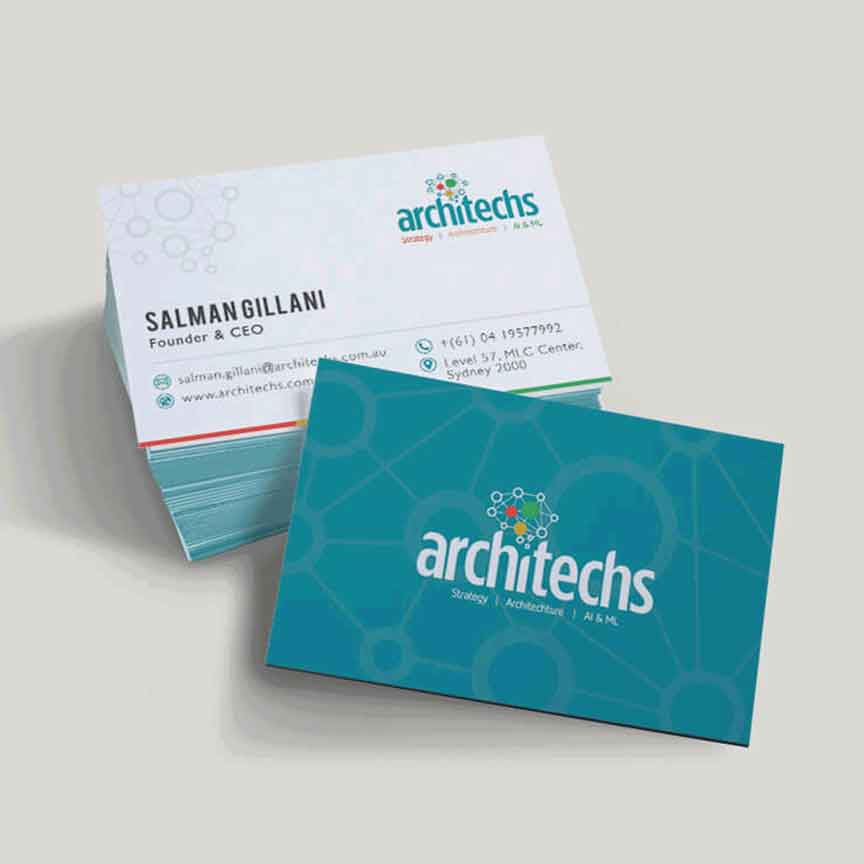 architechs
Strategy | Architechture | AI & ML
SALMAN GILLANI
Founder & CEO
salman.gillani@architechs.com.au
www.architechs.com
+(61) 04 19577992
Level 57, MLC Center,
Sydney 2000
architechs
Strategy | Architechture | AI & ML